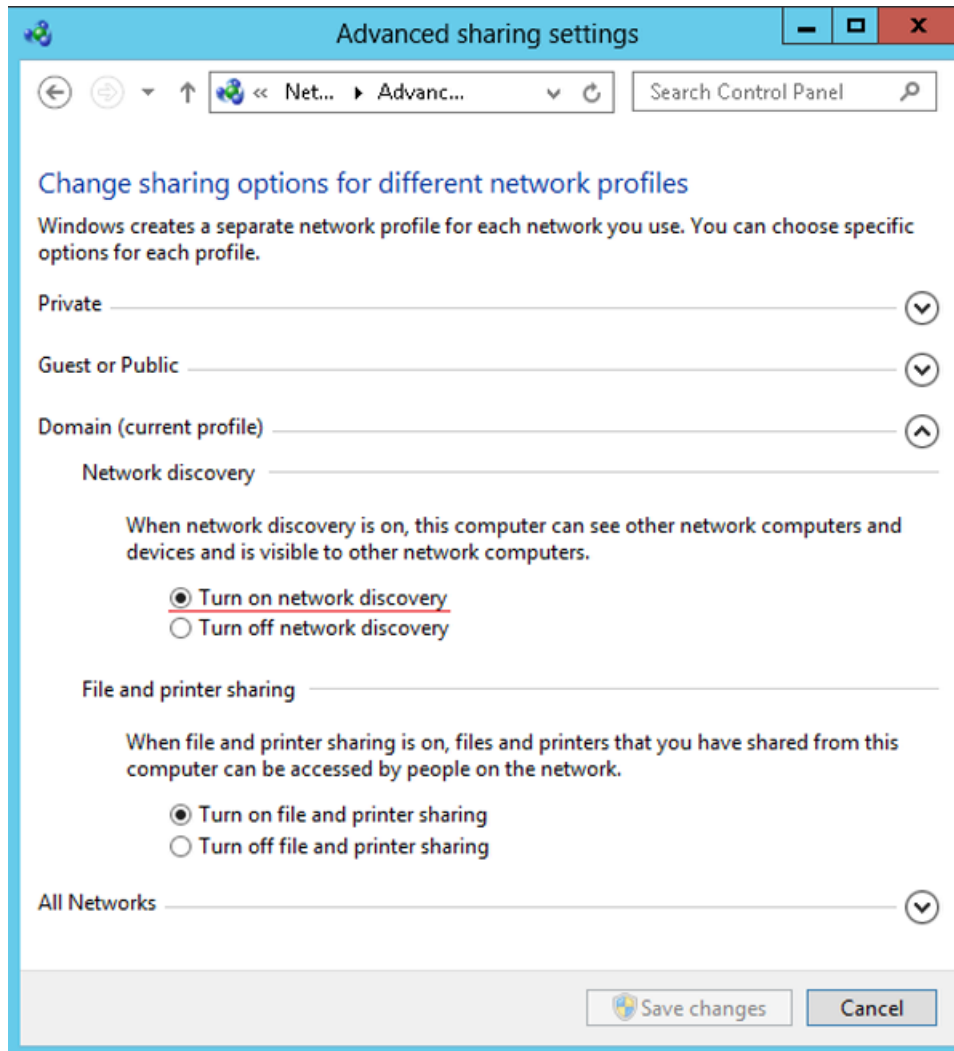 Advanced sharing settings
« Net... Advanc...
Search Control Panel
Change sharing options for different network profiles
Windows creates a separate network profile for each network you use. You can choose specific
options for each profile.
Private
Guest or Public
Domain (current profile)
Network discovery
When network discovery is on, this computer can see other network computers and
devices and is visible to other network computers.
Turn on network discovery
Turn off network discovery
File and printer sharing
When file and printer sharing is on, files and printers that you have shared from this
computer can be accessed by people on the network.
Turn on file and printer sharing
Turn off file and printer sharing
All Networks
Save changes
Cancel